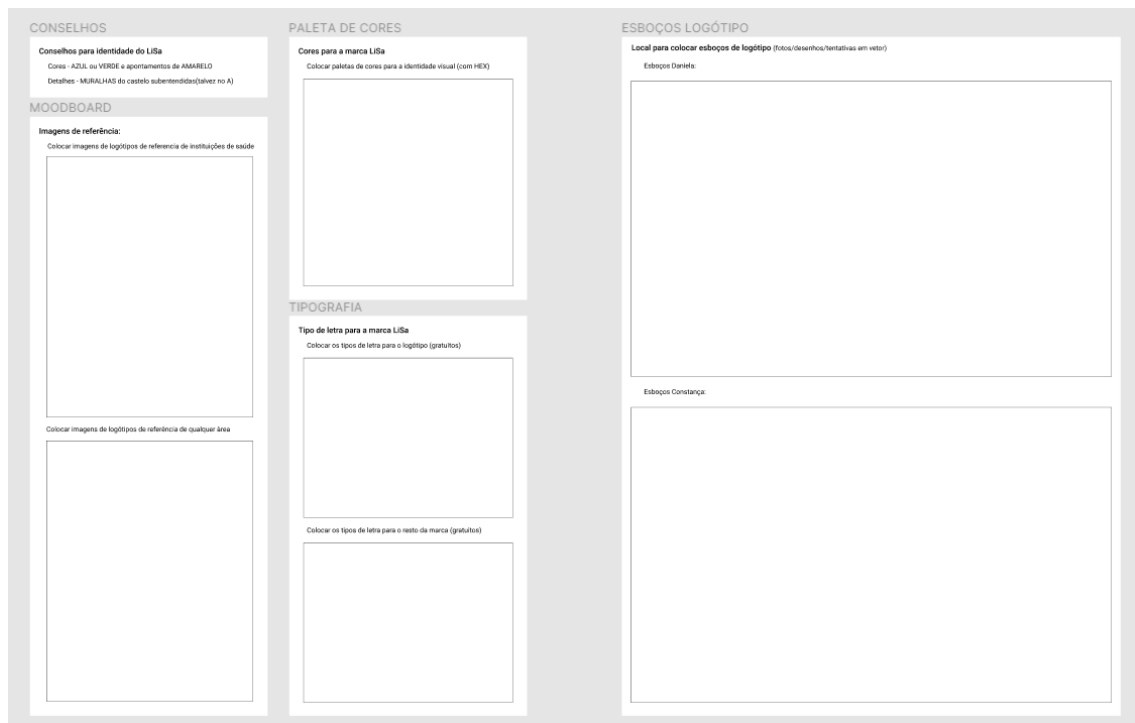 CONSELHOS
Conselhos para identidade do LiSa
Cores - AZUL ou VERDE e apontamentos de AMARELO
Detalhes - MURALHAS do castelo subentendidas(talvez no A)
MOODBOARD
Imagens de referência:
Colocar imagens de logótipos de referencia de instituições de saúde
Colocar imagens de logótipos de referência de qualquer área
PALETA DE CORES
Cores para a marca LiSa
Colocar paletas de cores para a identidade visual (com HEX)
TIPOGRAFIA
Tipo de letra para a marca LiSa
Colocar os tipos de letra para o logótipo (gratuitos)
Colocar os tipos de letra para o resto da marca (gratuitos)
ESBOÇOS LOGÓTIPO
Local para colocar esboços de logótipo (fotos/desenhos/tentativas em vetor)
Esboços Daniela:
Esboços Constança: